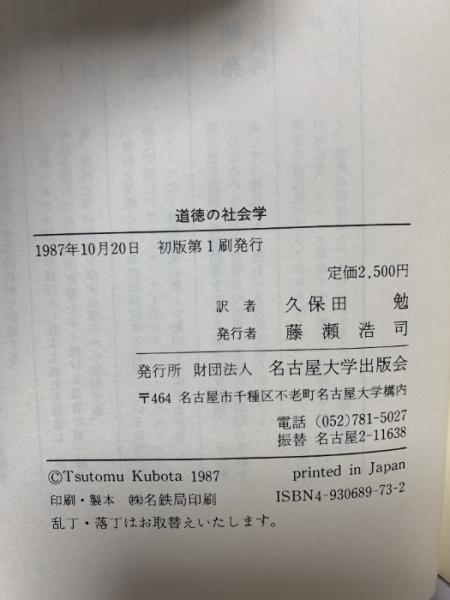 道徳の社会学
1987年10月20日 初版第1刷発行
定価2,500円
訳者 久保田 勉
発行者 藤瀬浩司
発行所 財団法人 名古屋大学出版会
〒464 名古屋市千種区不老町名古屋大学構内
電話 (052)781-5027
振替 名古屋2-11638
©Tsutomu Kubota 1987 printed in Japan
印刷・製本 ㈱名鉄局印刷 ISBN4-930689-73-2
乱丁・落丁はお取替えいたします。